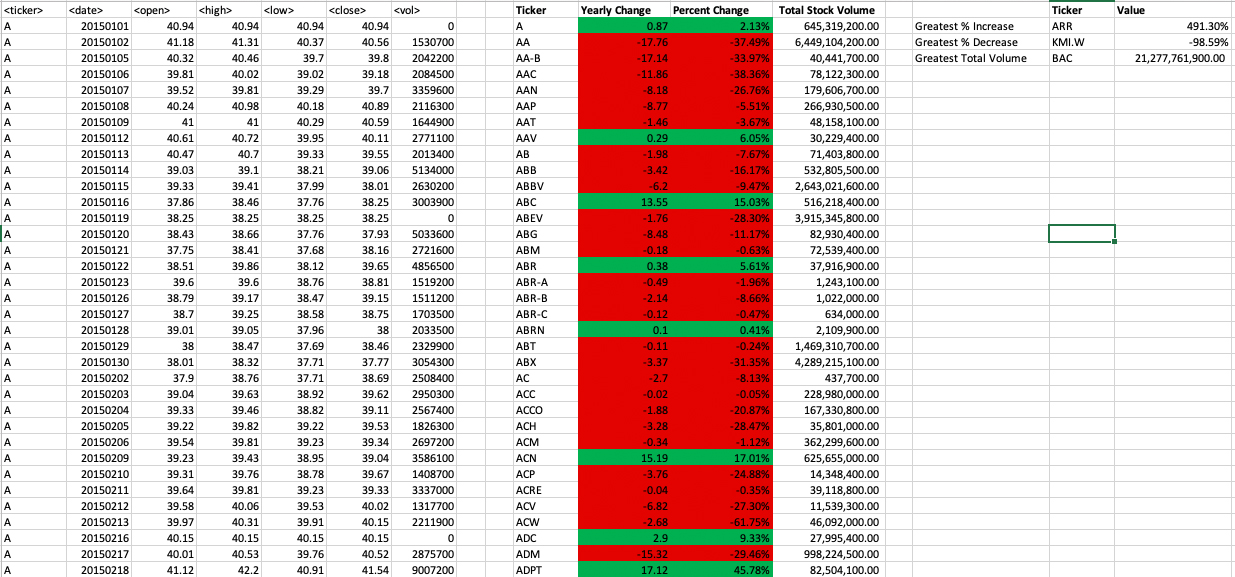 <ticker> <date> <open> <high> <low> <close> <vol> Ticker Yearly Change Percent Change Total Stock Volume Ticker Value
A 20150101 40.94 40.94 40.94 40.94 0 A 0.87 2.13% 645,319,200.00 Greatest % Increase ARR 491.30%
A 20150102 41.18 41.31 40.37 40.56 1530700 AA -17.76 -37.49% 6,449,104,200.00 Greatest % Decrease KMI.W -98.59%
A 20150105 40.32 40.46 39.7 39.8 2042200 AA-B -17.14 -33.97% 40,441,700.00 Greatest Total Volume BAC 21,277,761,900.00
A 20150106 39.81 40.02 39.02 39.18 2084500 AAC -11.86 -38.36% 78,122,300.00
A 20150107 39.52 39.81 39.29 39.7 3359600 AAN -8.18 -26.76% 179,606,700.00
A 20150108 40.24 40.98 40.18 40.89 2116300 AAP -8.77 -5.51% 266,930,500.00
A 20150109 41 41 40.29 40.59 1644900 AAT -1.46 -3.67% 48,158,100.00
A 20150112 40.61 40.72 39.95 40.11 2771100 AAV 0.29 6.05% 30,229,400.00
A 20150113 40.47 40.7 39.33 39.55 2013400 AB -1.98 -7.67% 71,403,800.00
A 20150114 39.03 39.1 38.21 39.06 5134000 ABB -3.42 -16.17% 532,805,500.00
A 20150115 39.33 39.41 37.99 38.01 2630200 ABBV -6.2 -9.47% 2,643,021,600.00
A 20150116 37.86 38.46 37.76 38.25 3003900 ABC 13.55 15.03% 516,218,400.00
A 20150119 38.25 38.25 38.25 38.25 0 ABEV -1.76 -28.30% 3,915,345,800.00
A 20150120 38.43 38.66 37.76 37.93 5033600 ABG -8.48 -11.17% 82,930,400.00
A 20150121 37.75 38.41 37.68 38.16 2721600 ABM -0.18 -0.63% 72,539,400.00
A 20150122 38.51 39.86 38.12 39.65 4856500 ABR 0.38 5.61% 37,916,900.00
A 20150123 39.6 39.6 38.76 38.81 1519200 ABR-A -0.49 -1.96% 1,243,100.00
A 20150126 38.79 39.17 38.47 39.15 1511200 ABR-B -2.14 -8.66% 1,022,000.00
A 20150127 38.7 39.25 38.58 38.75 1703500 ABR-C -0.12 -0.47% 634,000.00
A 20150128 39.01 39.05 37.96 38 2033500 ABRN 0.1 0.41% 2,109,900.00
A 20150129 38 38.47 37.69 38.46 2329900 ABT -0.11 -0.24% 1,469,310,700.00
A 20150130 38.01 38.32 37.71 37.77 3054300 ABX -3.37 -31.35% 4,289,215,100.00
A 20150202 37.9 38.76 37.71 38.69 2508400 AC -2.7 -8.13% 437,700.00
A 20150203 39.04 39.63 38.92 39.62 2950300 ACC -0.02 -0.05% 228,980,000.00
A 20150204 39.33 39.46 38.82 39.11 2567400 ACCO -1.88 -20.87% 167,330,800.00
A 20150205 39.22 39.82 39.22 39.53 1826300 ACH -3.28 -28.47% 35,801,000.00
A 20150206 39.54 39.81 39.23 39.34 2697200 ACM -0.34 -1.12% 362,299,600.00
A 20150209 39.23 39.43 38.95 39.04 3586100 ACN 15.19 17.01% 625,655,000.00
A 20150210 39.31 39.76 38.78 39.67 1408700 ACP -3.76 -24.88% 14,348,400.00
A 20150211 39.64 39.81 39.23 39.33 3337000 ACRE -0.04 -0.35% 39,118,800.00
A 20150212 39.58 40.06 39.53 40.02 1317700 ACV -6.82 -27.30% 11,539,300.00
A 20150213 39.97 40.31 39.91 40.15 2211900 ACW -2.68 -61.75% 46,092,000.00
A 20150216 40.15 40.15 40.15 40.15 0 ADC 2.9 9.33% 27,995,400.00
A 20150217 40.01 40.53 39.76 40.52 2875700 ADM -15.32 -29.46% 998,224,500.00
A 20150218 41.12 42.2 40.91 41.54 9007200 ADPT 17.12 45.78% 82,504,100.00